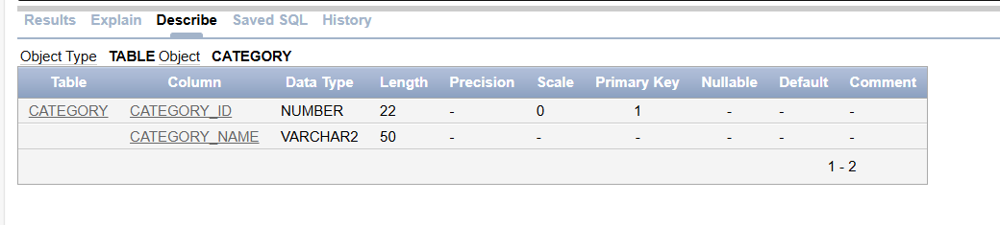 Results Explain Describe Saved SQL History
Object Type TABLE Object CATEGORY
Table Column Data Type Length Precision Scale Primary Key Nullable Default Comment
CATEGORY CATEGORY_ID NUMBER 22 - 0 1 - - -
CATEGORY_NAME VARCHAR2 50 - - - - - -
1 - 2